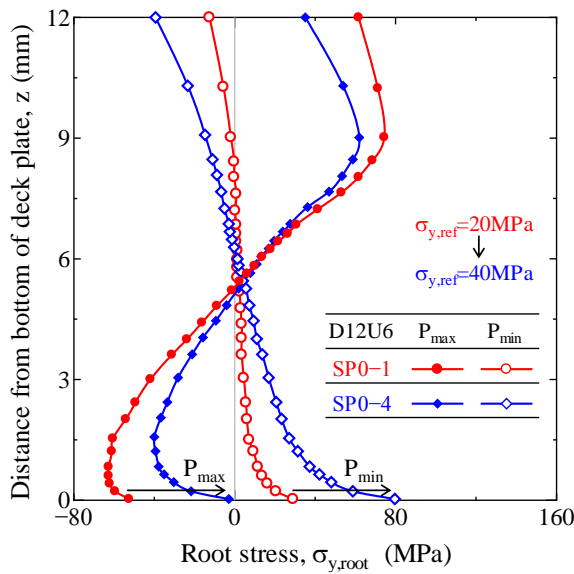 12
9
6
3
0
Distance from bottom of deck plate, z (mm)
σy,ref=20MPa
σy,ref=40MPa
D12U6 Pmax Pmin
SP0−1
SP0−4
Pmax
Pmin
−80 0 80 160
Root stress, σy,root (MPa)